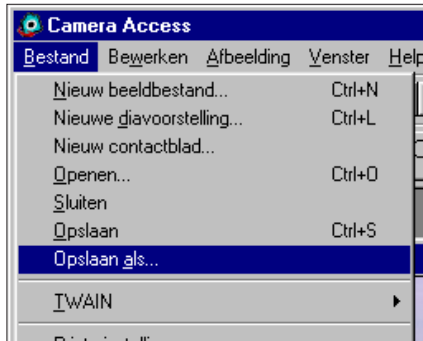 Camera Access
Bestand Bewerken Afbeelding Venster Help
Nieuw beeldbestand... Ctrl+N
Nieuwe diavoorstelling... Ctrl+L
Nieuw contactblad...
Openen... Ctrl+O
Sluiten
Opslaan Ctrl+S
Opslaan als...
TWAIN